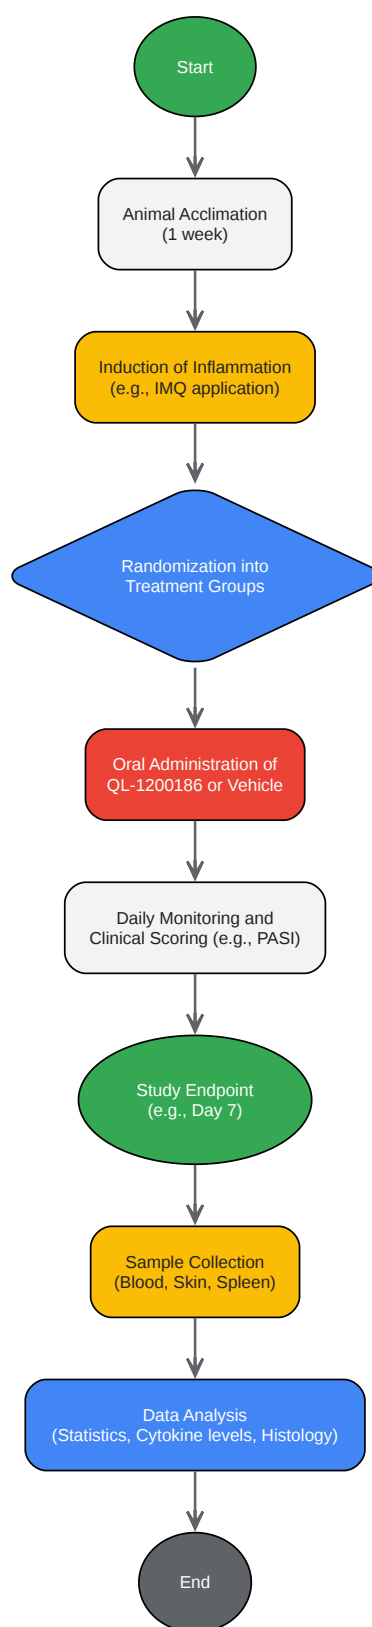 Start
Animal Acclimation
(1 week)
Induction of Inflammation
(e.g., IMQ application)
Randomization into
Treatment Groups
Oral Administration of
QL-1200186 or Vehicle
Daily Monitoring and
Clinical Scoring (e.g., PASI)
Study Endpoint
(e.g., Day 7)
Sample Collection
(Blood, Skin, Spleen)
Data Analysis
(Statistics, Cytokine levels, Histology)
End